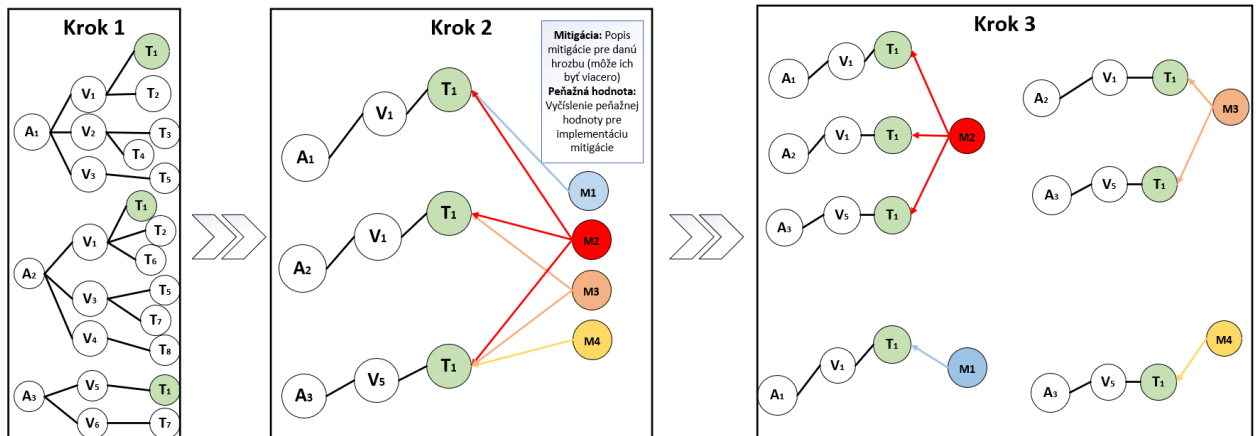 Krok 1
T1
V1
T2
A1
V2
T3
T4
V3
T5
T1
V1
T2
T6
A2
V3
T5
T7
V4
T8
A3
V5
T1
V6
T7
Krok 2
Mitigácia: Popis
mitigácie pre danú
hrozbu (môže ich
byť viacero)
Peňažná hodnota:
Vyčíslenie peňažnej
hodnoty pre
implementáciu
mitigácie
A1
V1
T1
A2
V1
T1
A3
V5
T1
M1
M2
M3
M4
Krok 3
A1
V1
T1
A2
V1
T1
A3
V5
T1
M2
A2
V1
T1
M3
A3
V5
T1
A1
V1
T1
M1
A3
V5
T1
M4